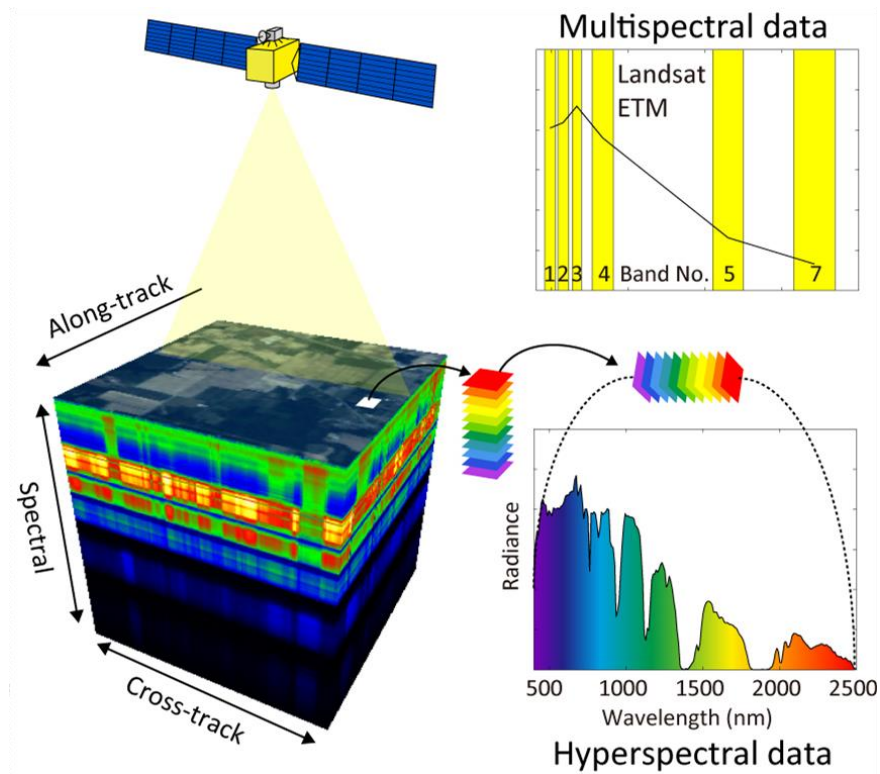 Multispectral data
Landsat
ETM
1 2 3 4 Band No. 5 7
Along-track
Spectral
Cross-track
Radiance
500 1000 1500 2000 2500
Wavelength (nm)
Hyperspectral data